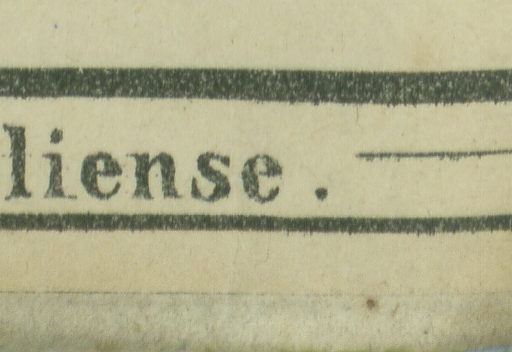 liense. —